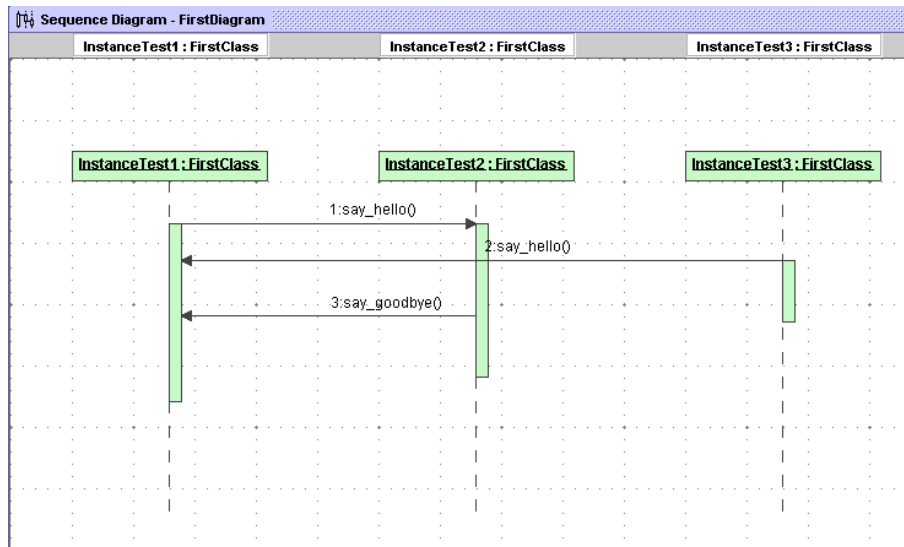 Sequence Diagram - FirstDiagram
InstanceTest1 : FirstClass
InstanceTest2 : FirstClass
InstanceTest3 : FirstClass
InstanceTest1 : FirstClass
InstanceTest2 : FirstClass
InstanceTest3 : FirstClass
1:say_hello()
2:say_hello()
3:say_goodbye()